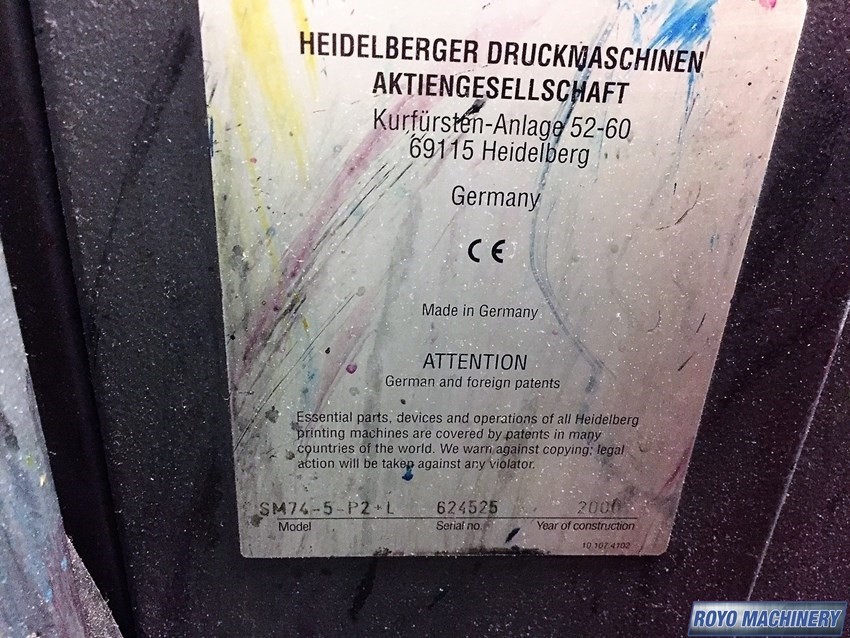 HEIDELBERGER DRUCKMASCHINEN
AKTIENGESELLSCHAFT
Kurfürsten-Anlage 52-60
69115 Heidelberg
Germany
CE
Made in Germany
ATTENTION
German and foreign patents
Essential parts, devices and operations of all Heidelberg
printing machines are covered by patents in many
countries of the world. We warn against copying; legal
action will be taken against any violator.
SM74-5-P2+L 624525 2000
Model Serial no. Year of construction
10.107.4102
ROYO MACHINERY